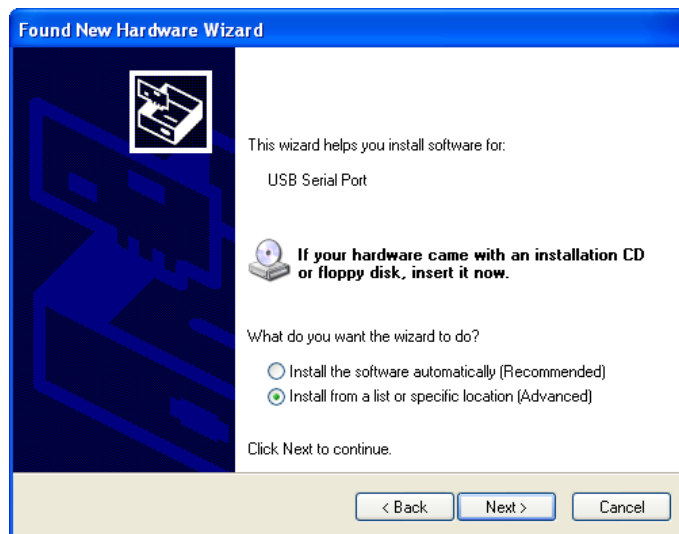 Found New Hardware Wizard
This wizard helps you install software for:
USB Serial Port
If your hardware came with an installation CD
or floppy disk, insert it now.
What do you want the wizard to do?
Install the software automatically (Recommended)
Install from a list or specific location (Advanced)
Click Next to continue.
< Back Next > Cancel